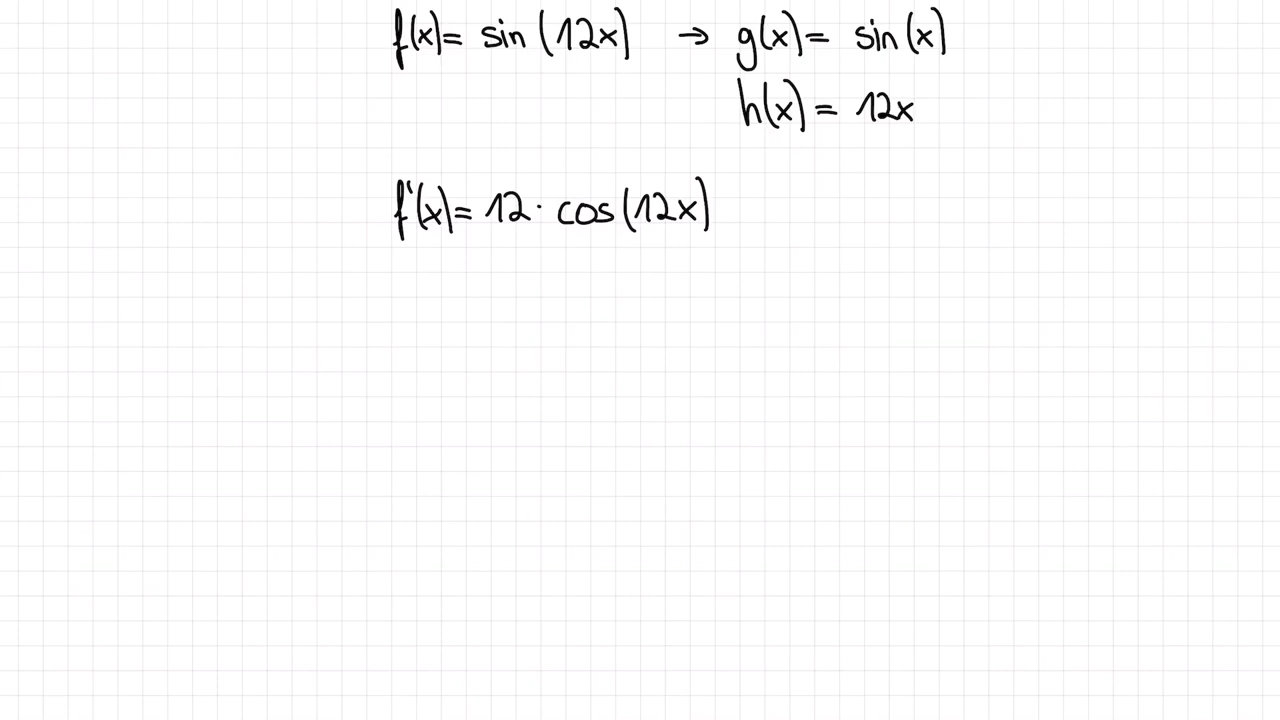 f(x) = sin (12x) → g(x) = sin(x)
h(x) = 12x
f'(x) = 12 · cos(12x)